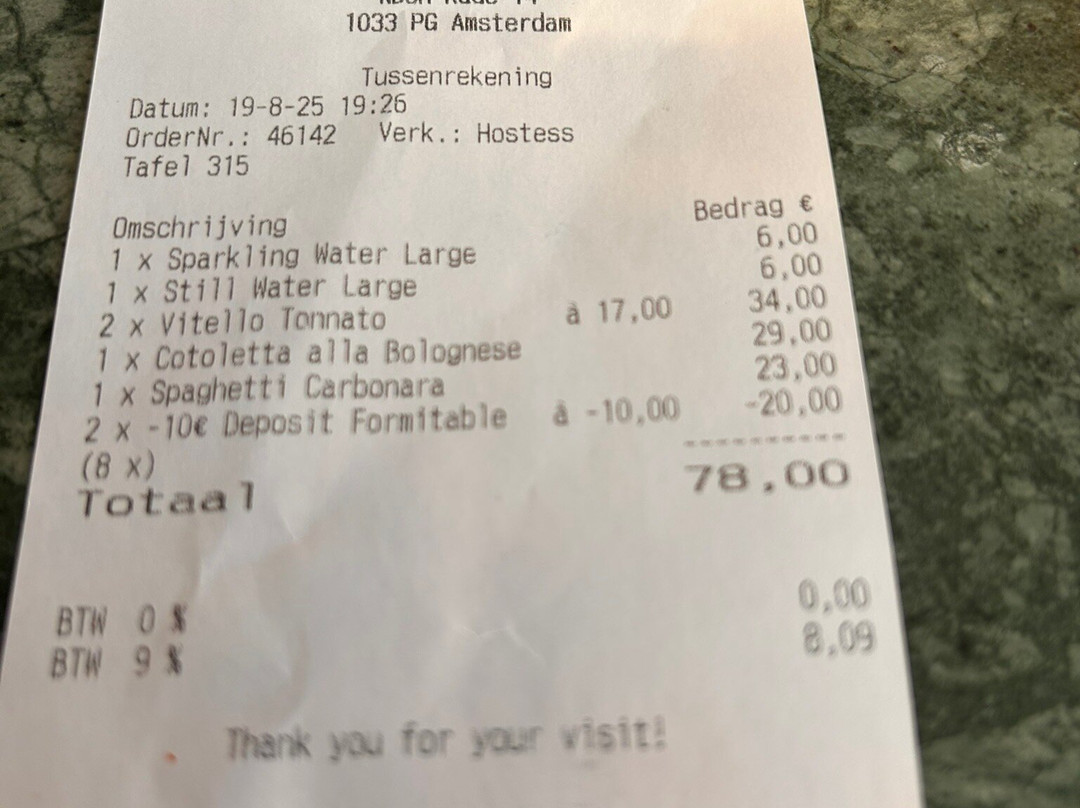 1033 PG Amsterdam
Tussenrekening
Datum: 19-8-25 19:26
OrderNr.: 46142 Verk.: Hostess
Tafel 315
Omschrijving Bedrag €
1 x Sparkling Water Large 6,00
1 x Still Water Large 6,00
2 x Vitello Tonnato à 17,00 34,00
1 x Cotoletta alla Bolognese 29,00
1 x Spaghetti Carbonara 23,00
2 x -10€ Deposit Formitable à -10,00 -20,00
(8 x)
Totaal 78,00
BTW 0 % 0,00
BTW 9 % 8,09
Thank you for your visit!